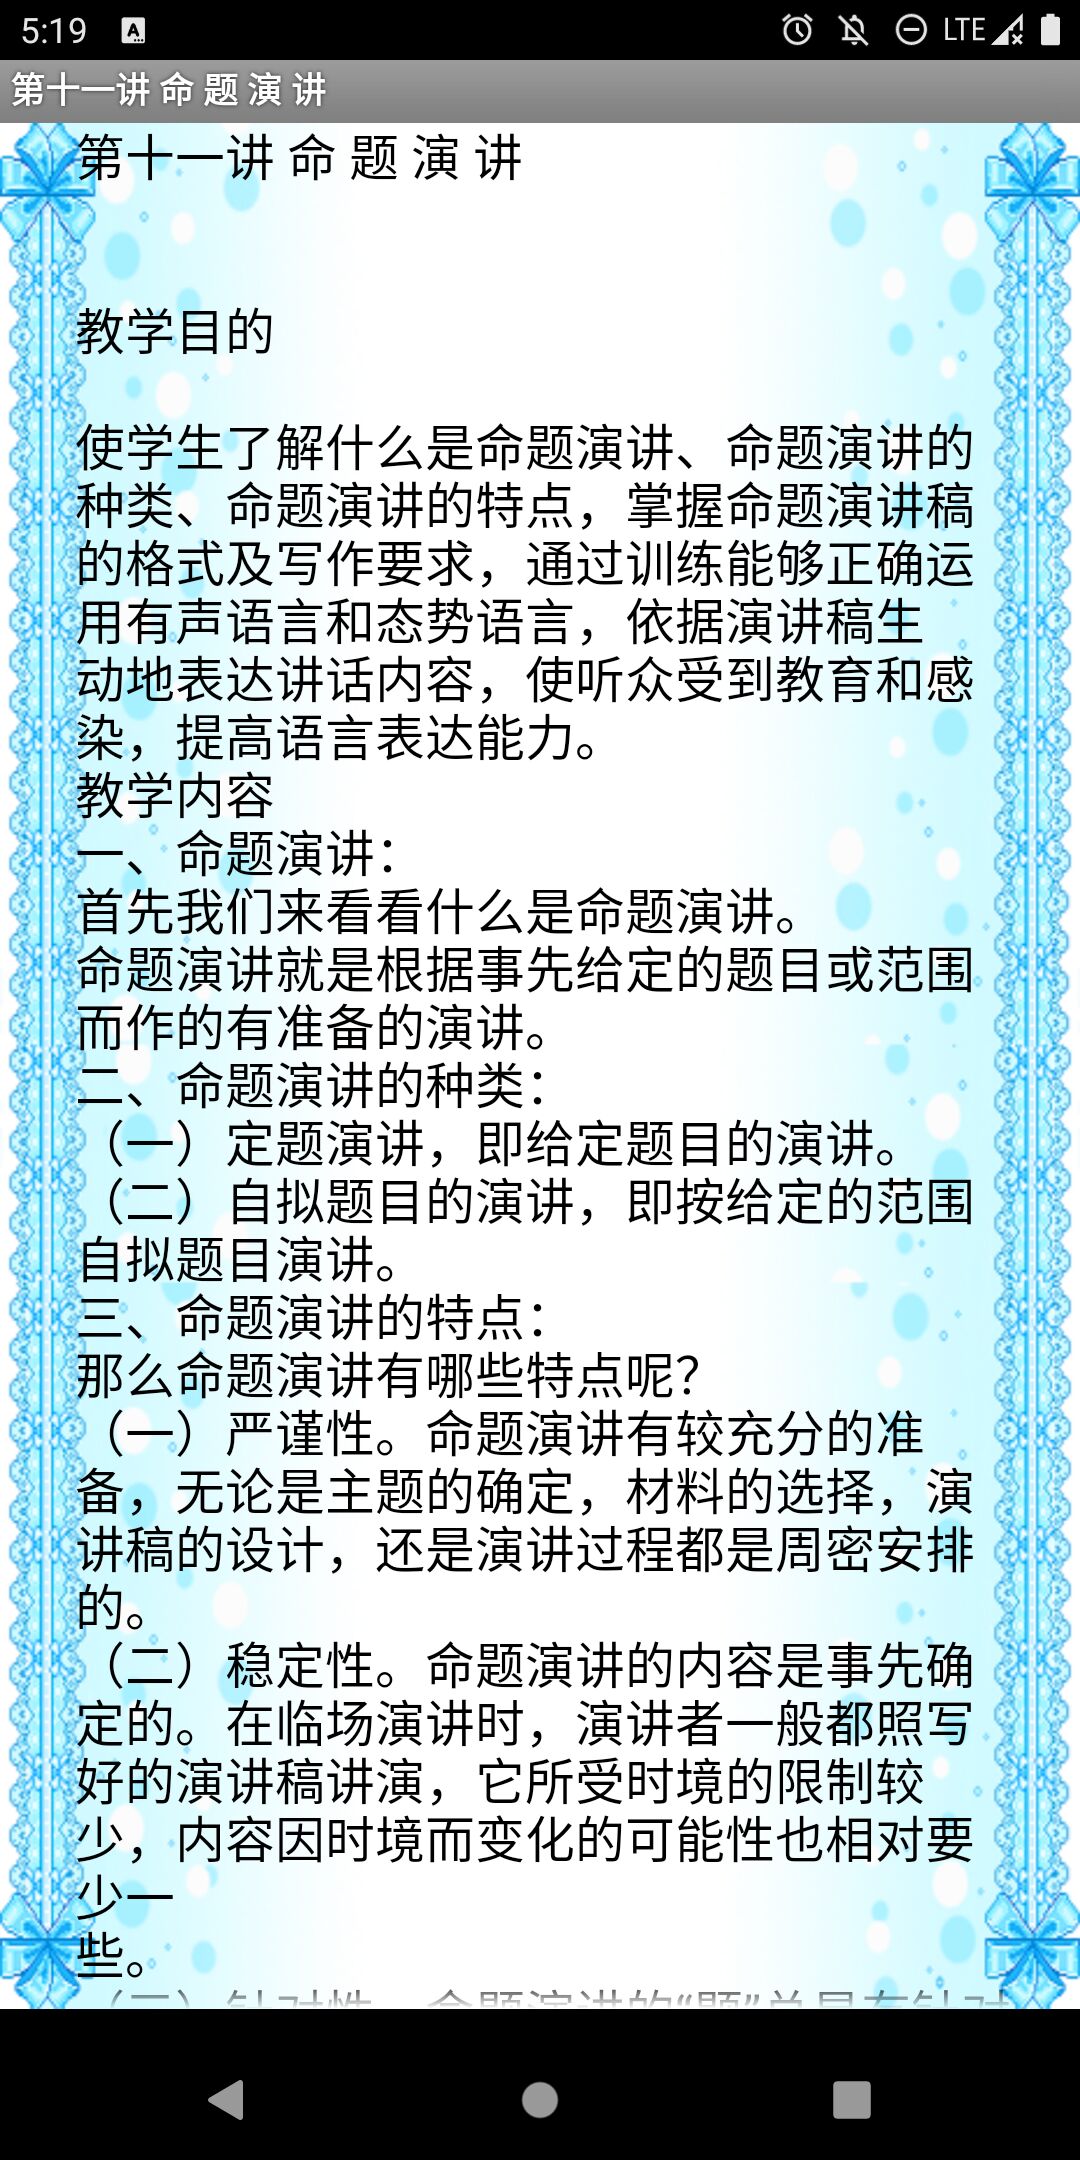 5:19
LTE
第十一讲 命 题 演 讲
第十一讲 命 题 演 讲
教学目的
使学生了解什么是命题演讲、命题演讲的
种类、命题演讲的特点，掌握命题演讲稿
的格式及写作要求，通过训练能够正确运
用有声语言和态势语言，依据演讲稿生
动地表达讲话内容，使听众受到教育和感
染，提高语言表达能力。
教学内容
一、命题演讲：
首先我们来看看什么是命题演讲。
命题演讲就是根据事先给定的题目或范围
而作的有准备的演讲。
二、命题演讲的种类：
（一）定题演讲，即给定题目的演讲。
（二）自拟题目的演讲，即按给定的范围
自拟题目演讲。
三、命题演讲的特点：
那么命题演讲有哪些特点呢？
（一）严谨性。命题演讲有较充分的准
备，无论是主题的确定，材料的选择，演
讲稿的设计，还是演讲过程都是周密安排
的。
（二）稳定性。命题演讲的内容是事先确
定的。在临场演讲时，演讲者一般都照写
好的演讲稿讲演，它所受时境的限制较
少，内容因时境而变化的可能性也相对要
少一
些。
（三）针对性。命题演讲的“题”总是有针对